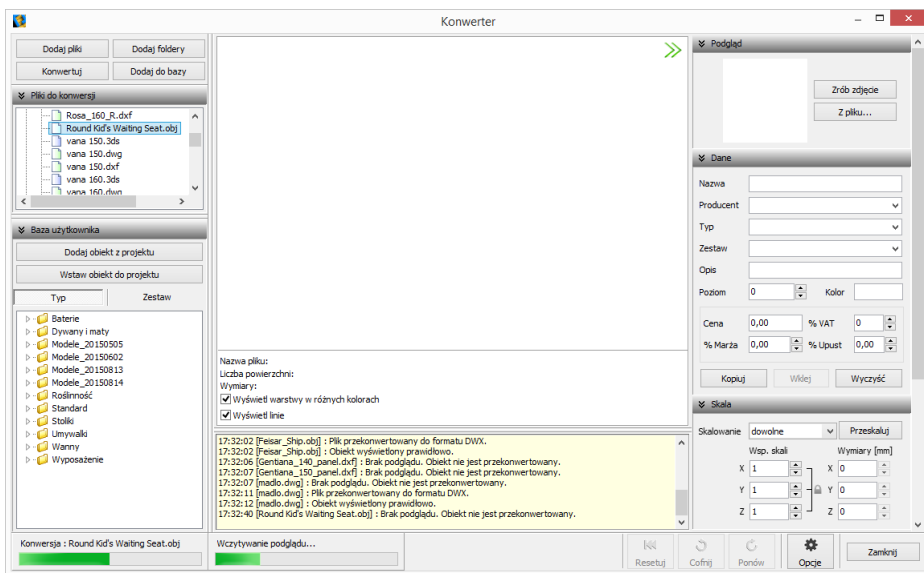 Konwerter
Dodaj pliki
Dodaj foldery
Konwertuj
Dodaj do bazy
Pliki do konwersji
Rosa_160_R.dxf
Round Kid's Waiting Seat.obj
vana 150.3ds
vana 150.dwg
vana 150.dxf
vana 160.3ds
vana 160.dwg
Baza użytkownika
Dodaj obiekt z projektu
Wstaw obiekt do projektu
Typ
Zestaw
Baterie
Dywany i maty
Modele_20150505
Modele_20150602
Modele_20150813
Modele_20150814
Roślinność
Standard
Stoliki
Umywalki
Wanny
Wyposażenie
Konwersja : Round Kid's Waiting Seat.obj
Nazwa pliku:
Liczba powierzchni:
Wymiary:
Wyświetl warstwy w różnych kolorach
Wyświetl linie
17:32:02 [Feisar_Ship.obj] : Plik przekonwertowany do formatu DWX.
17:32:02 [Feisar_Ship.obj] : Obiekt wyświetlony prawidłowo.
17:32:06 [Gentiana_140_panel.dxf] : Brak podglądu. Obiekt nie jest przekonwertowany.
17:32:07 [Gentiana_150_panel.dxf] : Brak podglądu. Obiekt nie jest przekonwertowany.
17:32:07 [madlo.dwg] : Brak podglądu. Obiekt nie jest przekonwertowany.
17:32:11 [madlo.dwg] : Plik przekonwertowany do formatu DWX.
17:32:12 [madlo.dwg] : Obiekt wyświetlony prawidłowo.
17:32:40 [Round Kid's Waiting Seat.obj] : Brak podglądu. Obiekt nie jest przekonwertowany.
Wczytywanie podglądu...
Podgląd
Zrób zdjęcie
Z pliku...
Dane
Nazwa
Producent
Typ
Zestaw
Opis
Poziom 0 Kolor
Cena 0,00 % VAT 0
% Marża 0,00 % Upust 0,00
Kopiuj Wklej Wyczyść
Skala
Skalowanie dowolne Przeskaluj
Wsp. skali Wymiary [mm]
X 1 X 0
Y 1 Y 0
Z 1 Z 0
Resetuj Cofnij Ponów Opcje Zamknij